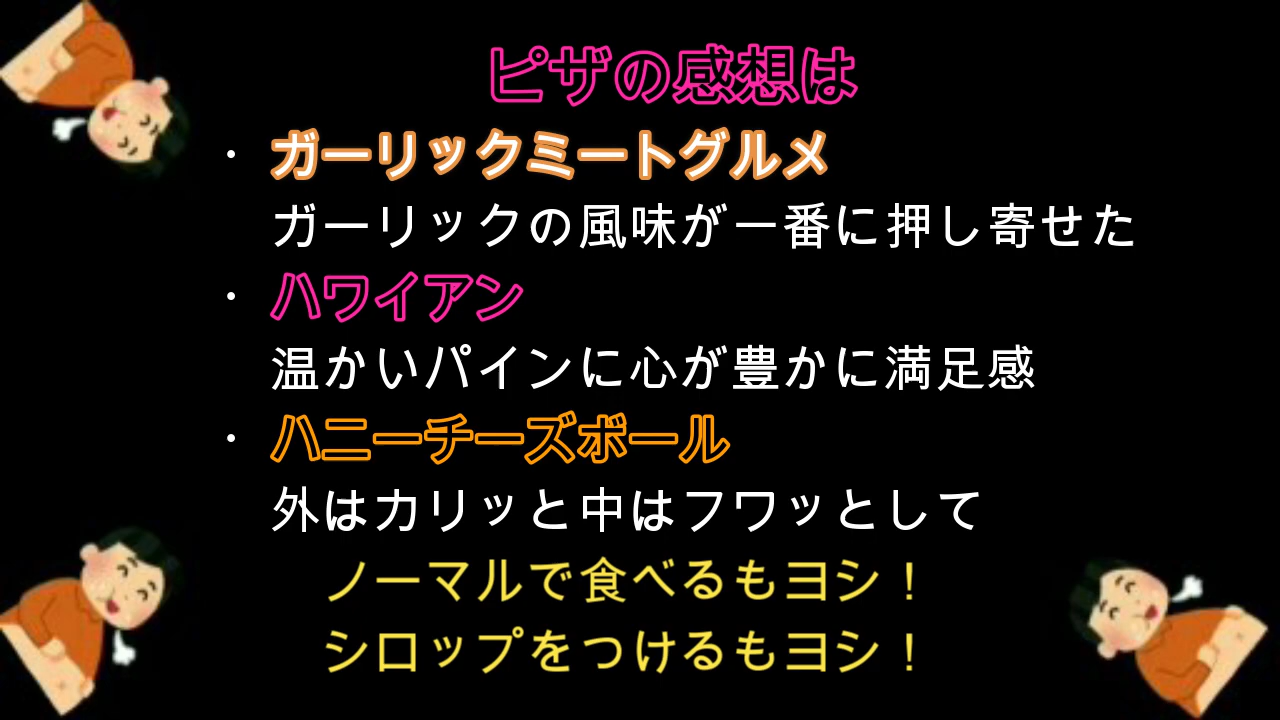 ピザの感想は
・ガーリックミートグルメ
ガーリックの風味が一番に押し寄せた
・ハワイアン
温かいパインに心が豊かに満足感
・ハニーチーズボール
外はカリッと中はフワッとして
ノーマルで食べるもヨシ！
シロップをつけるもヨシ！